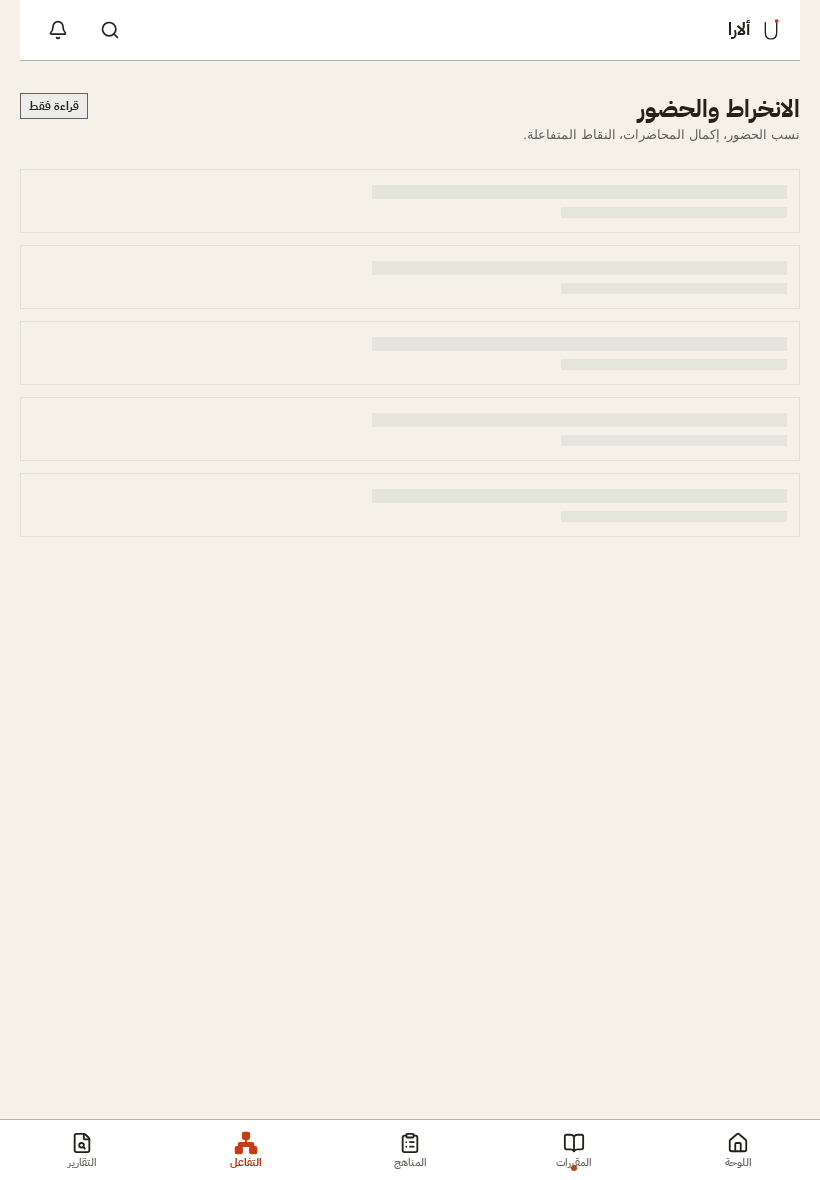 ألارا
الانخراط والحضور
قراءة فقط
نسب الحضور، إكمال المحاضرات، النقاط المتفاعلة.
اللوحة
المقررات
المناهج
التفاعل
التقارير